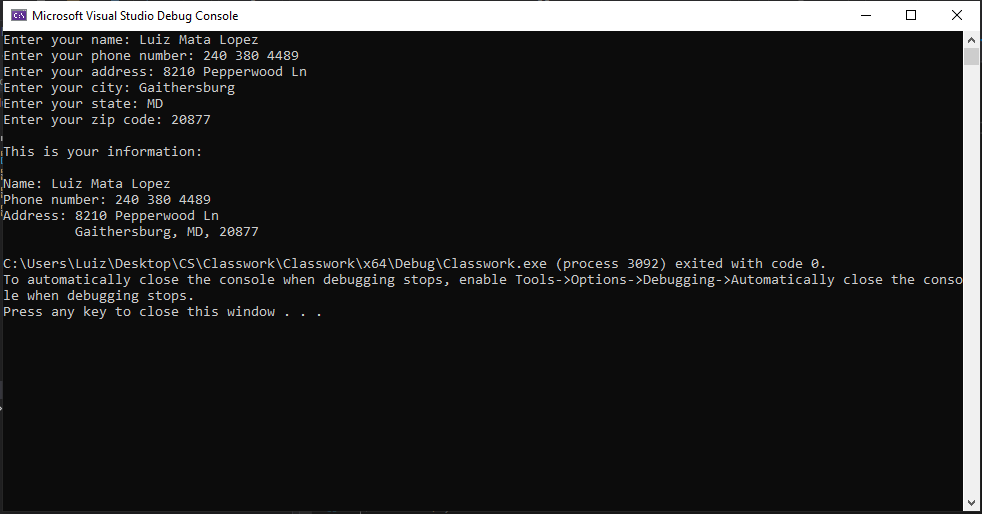 Microsoft Visual Studio Debug Console
Enter your name: Luiz Mata Lopez
Enter your phone number: 240 380 4489
Enter your address: 8210 Pepperwood Ln
Enter your city: Gaithersburg
Enter your state: MD
Enter your zip code: 20877
This is your information:
Name: Luiz Mata Lopez
Phone number: 240 380 4489
Address: 8210 Pepperwood Ln
Gaithersburg, MD, 20877
C:\Users\Luiz\Desktop\CS\Classwork\Classwork\x64\Debug\Classwork.exe (process 3092) exited with code 0.
To automatically close the console when debugging stops, enable Tools->Options->Debugging->Automatically close the conso
le when debugging stops.
Press any key to close this window . . .